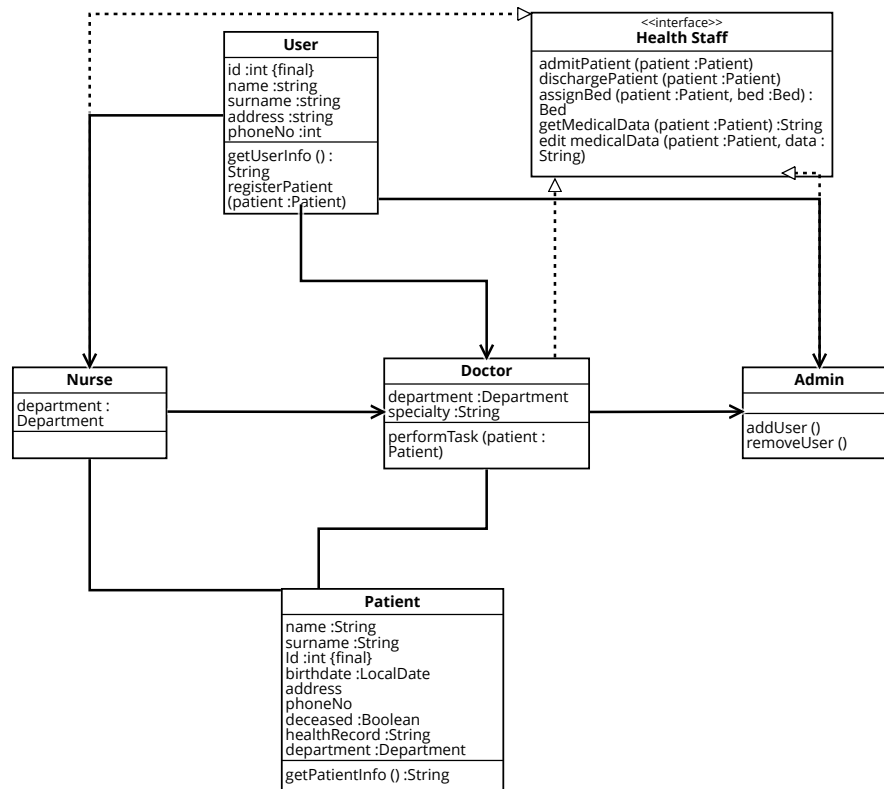 User
id :int {final}
name :string
surname :string
address :string
phoneNo :int
getUserInfo () :
String
registerPatient
(patient :Patient)
<<interface>>
Health Staff
admitPatient (patient :Patient)
dischargePatient (patient :Patient)
assignBed (patient :Patient, bed :Bed) :
Bed
getMedicalData (patient :Patient) :String
edit medicalData (patient :Patient, data :
String)
Nurse
department :
Department
Doctor
department :Department
specialty :String
performTask (patient :
Patient)
Admin
addUser ()
removeUser ()
Patient
name :String
surname :String
Id :int {final}
birthdate :LocalDate
address
phoneNo
deceased :Boolean
healthRecord :String
department :Department
getPatientInfo () :String